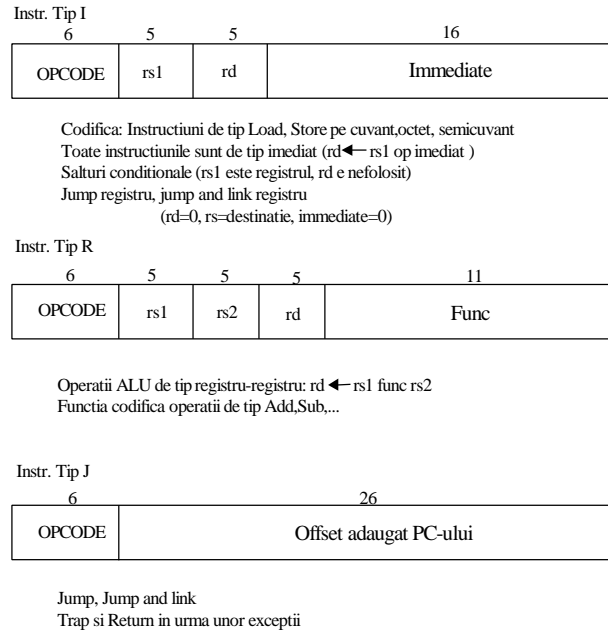 Instr. Tip I
6 5 5 16
OPCODE rs1 rd Immediate
Codifica: Instructiuni de tip Load, Store pe cuvant,octet, semicuvant
Toate instructiunile sunt de tip imediat (rd← rs1 op imediat )
Salturi conditionale (rs1 este registrul, rd e nefolosit)
Jump registru, jump and link registru
(rd=0, rs=destinatie, immediate=0)
Instr. Tip R
6 5 5 5 11
OPCODE rs1 rs2 rd Func
Operatii ALU de tip registru-registru: rd ← rs1 func rs2
Functia codifica operatii de tip Add,Sub,...
Instr. Tip J
6 26
OPCODE Offset adaugat PC-ului
Jump, Jump and link
Trap si Return in urma unor exceptii